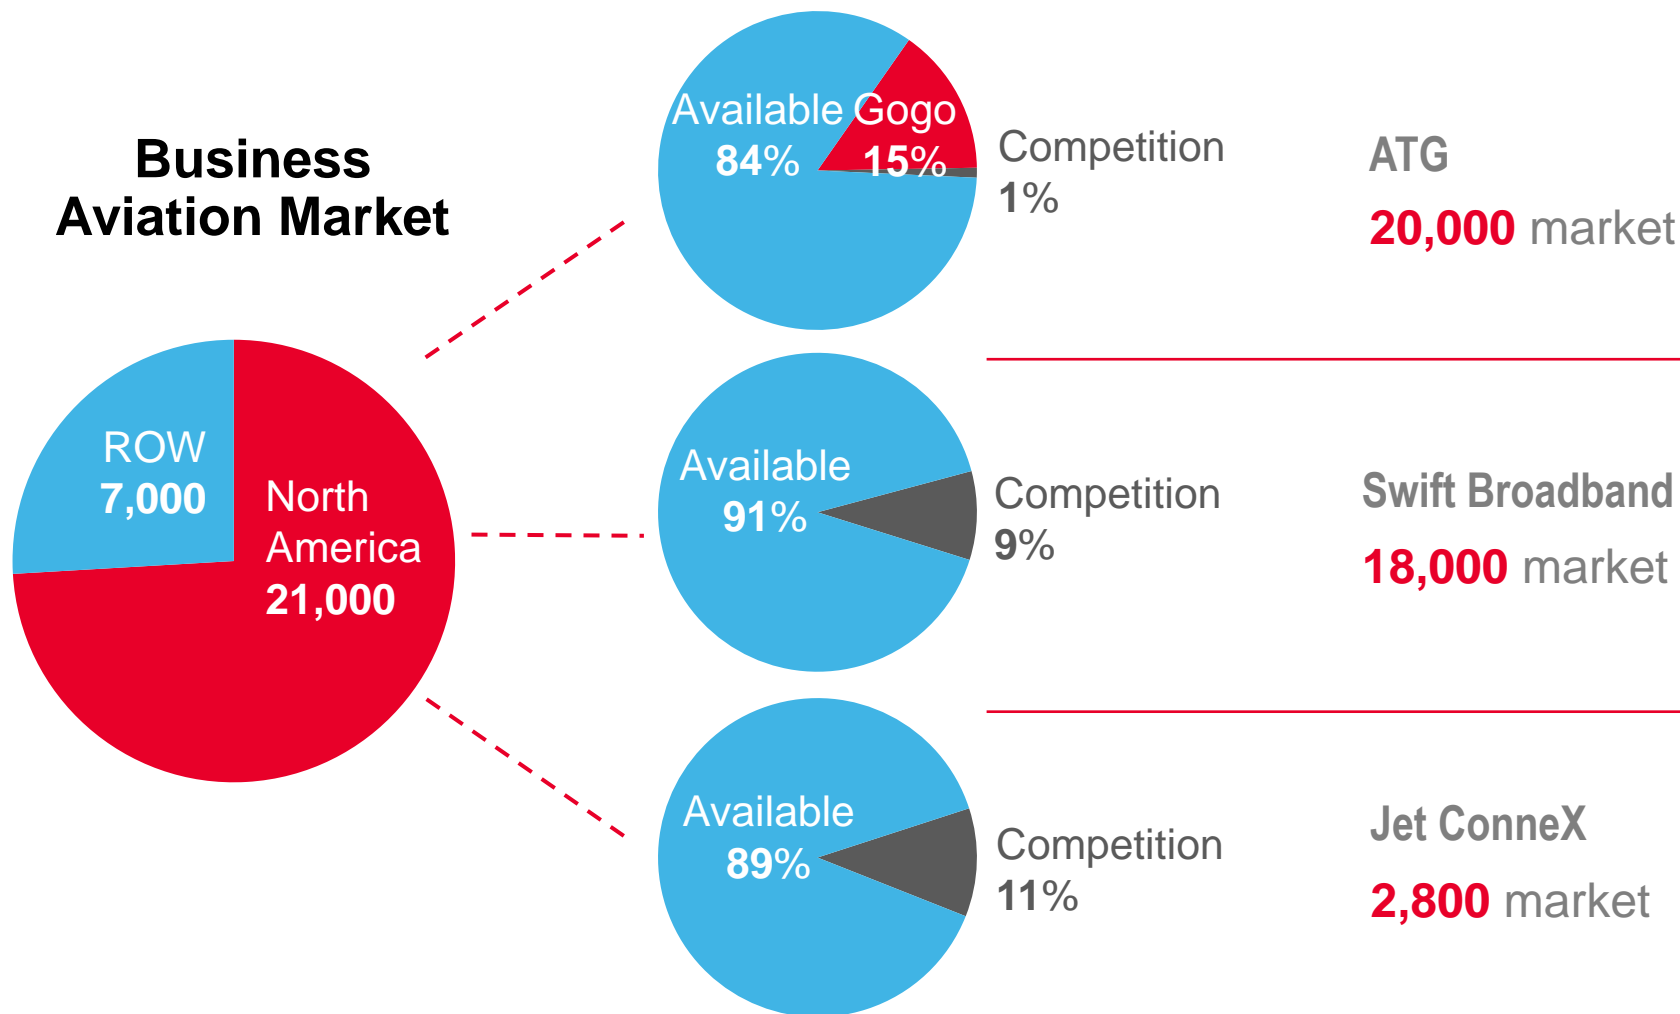 Business
Aviation Market
ROW
7,000
North
America
21,000
Available
84%
Gogo
15%
Competition
1%
ATG
20,000 market
Available
91%
Competition
9%
Swift Broadband
18,000 market
Available
89%
Competition
11%
Jet ConneX
2,800 market